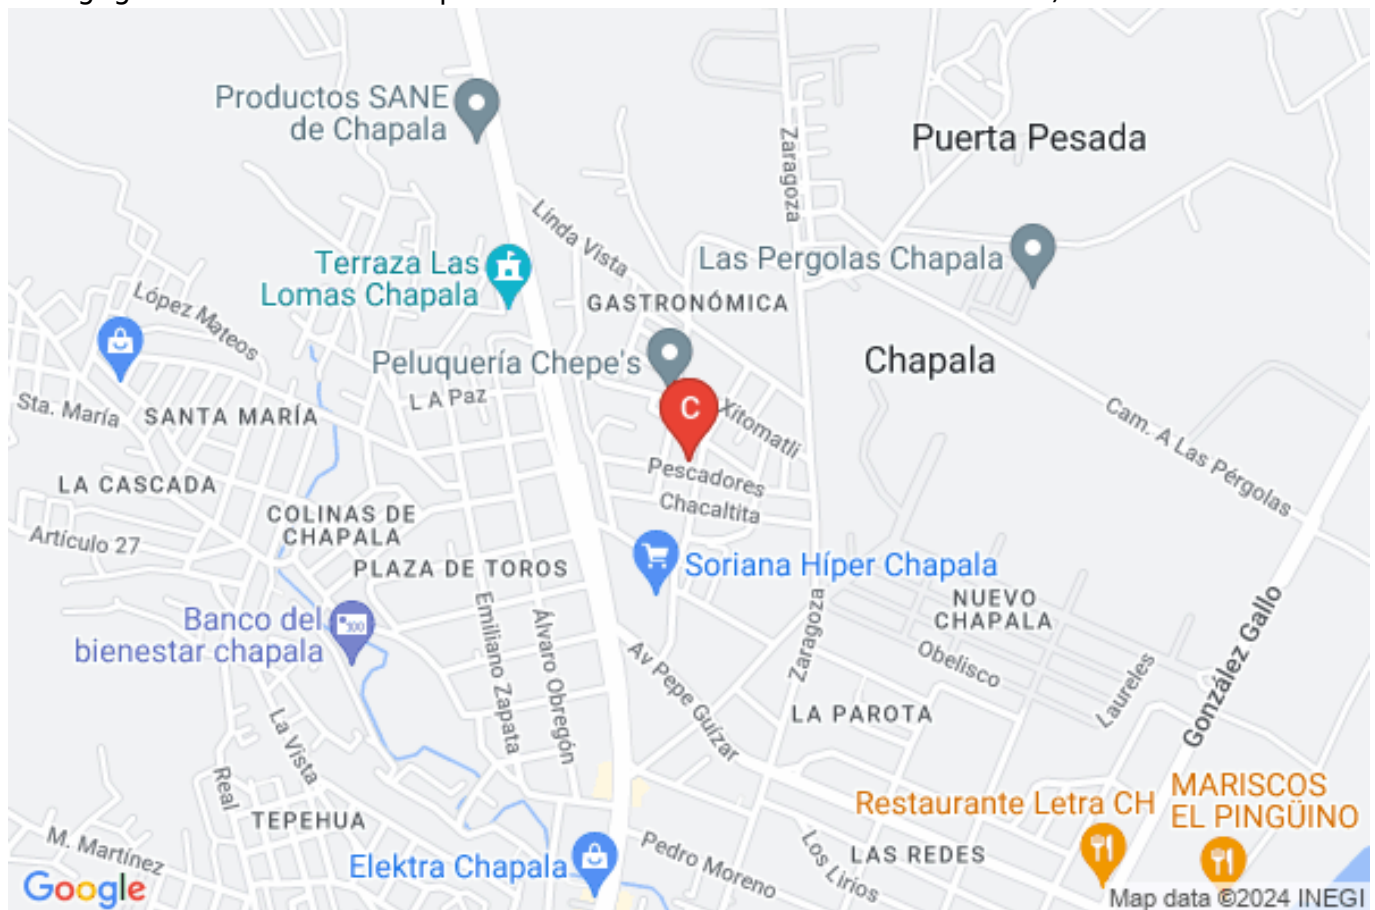 Productos SANE
de Chapala
Puerta Pesada
Zaragoza
Linda Vista
Las Pergolas Chapala
Terraza Las
Lomas Chapala
López Mateos
GASTRONÓMICA
Peluquería Chepe's
Chapala
L A Paz
C
Xitomatli
Sta. María
SANTA MARÍA
Cam. A Las Pérgolas
Pescadores
LA CASCADA
Chacaltita
COLINAS DE
CHAPALA
Artículo 27
PLAZA DE TOROS
Soriana Híper Chapala
NUEVO
CHAPALA
Banco del
bienestar chapala
Emiliano Zapata
Álvaro Obregón
Zaragoza
Obelisco
Laureles
González Gallo
Av Pepe Guízar
LA PAROTA
La Vista
Real
TEPEHUA
Restaurante Letra CH
MARISCOS
EL PINGÜINO
M. Martínez
Elektra Chapala
Pedro Moreno
Los Lirios
LAS REDES
Google
Map data ©2024 INEGI